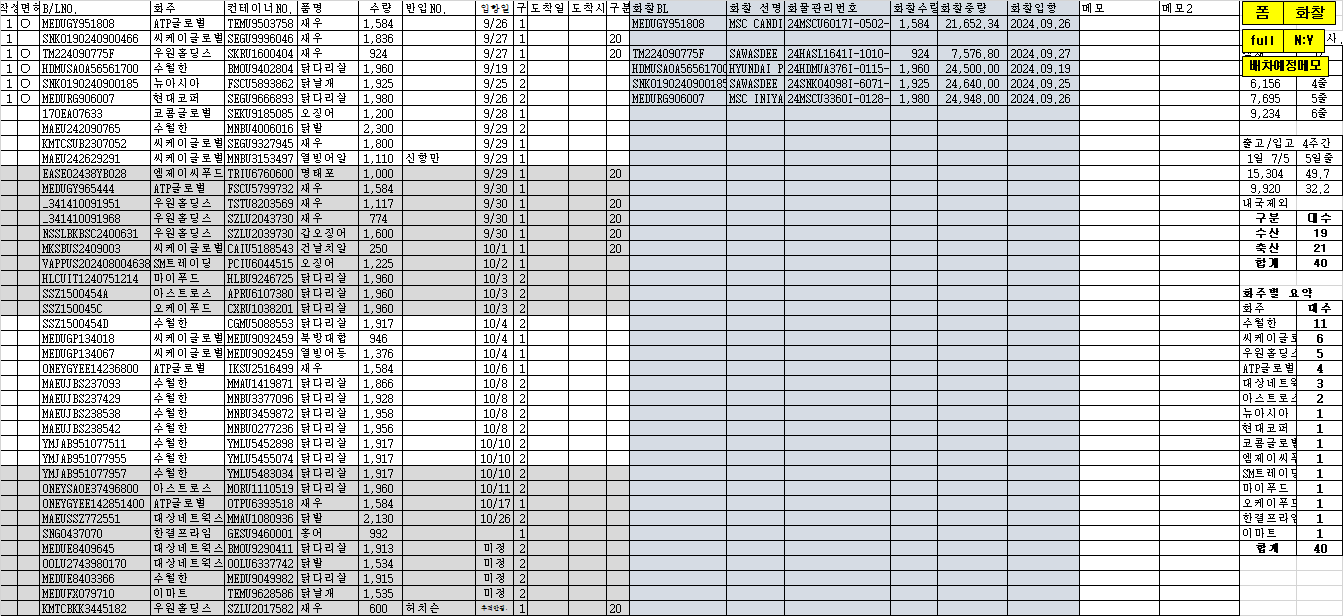 작성 면허 B/LNO. 화주 컨테이너NO. 품명 수량 반입NO. 입항일 구 도착일 도착시 구분 화찰BL 화찰 선명 화물관리번호 화찰수량 화찰중량 화찰입항 메모 메모2 폼 화찰
MEDUGY951808 ATP글로벌 TEMU9503758 새우 1,584 9/26 1 MEDUGY951808 MSC CANDI 24MSCU6017I-0502- 1,584 21,652.34 2024.09.26
1 SNKO190240900466 씨케이글로벌 SEGU9996046 새우 1,836 9/27 1 20 full N:Y 사.
1 O TM224090775F 우원홀딩스 SKRU1600404 새우 924 9/27 1 20 TM224090775F SAWASDEE 24HASL1641I-1010- 924 7,576.80 2024.09.27
1 O HDMUSAOA56561700 수월한 BMOU9402804 닭다리살 1,960 9/19 2 HDMUSAOA56561700 HYUNDAI P 24HDMUA376I-0115- 1,960 24,500.00 2024.09.19 배차예정메모
1 O SNKO190240900185 뉴아시아 FSCU5893862 닭날개 1,925 9/25 2 SNKO190240900185 SAWASDEE 24SNKO4098I-6071- 1,925 24,640.00 2024.09.25 6,156 4줄
1 O MEDURG906007 현대코퍼 SEGU9666893 닭다리살 1,980 9/26 2 MEDURG906007 MSC INIYA 24MSCU3360I-0128- 1,980 24,948.00 2024.09.26 7,695 5줄
170EA07633 코콤글로벌 SEKU9185085 오징어 1,200 9/28 1 9,234 6줄
MAEU242090765 수월한 MNBU4006016 닭발 2,300 9/29 2
KMTCSUB2307052 씨케이글로벌 SEGU9327945 새우 1,800 9/29 1 출고/입고 4주간
MAEU242629291 씨케이글로벌 MNBU3153497 열빙어알 1,110 신항만 9/29 1 1일 7/5 5일줄
EASE02438YB028 엠제이씨푸드 TRIU6760600 명태포 1,000 9/29 1 20 15,304 49.7
MEDUGY965444 ATP글로벌 FSCU5799732 새우 1,584 9/30 1 9,920 32.2
_341410091951 우원홀딩스 TSTU8203569 새우 1,117 9/30 1 20 내국제외
_341410091968 우원홀딩스 SZLU2043730 새우 774 9/30 1 20 구분 대수
NSSLBKBSC2400631 우원홀딩스 SZLU2039730 갑오징어 1,600 9/30 1 20 수산 19
MKSBUS2409003 씨케이글로벌 CAIU5188543 건날치알 250 10/1 1 20 축산 21
VAPPUS202408004638 SM트레이딩 PCIU6044515 오징어 1,225 10/2 1 합계 40
HLCUIT1240751214 마이푸드 HLBU9246725 닭다리살 1,960 10/3 2
SSZ1500454A 아스트로스 APRU6107380 닭다리살 1,960 10/3 2 화주별 요약
SSZ150045C 오케이푸드 CXRU1038201 닭다리살 1,960 10/3 2 화주 대수
SSZ1500454D 수월한 CGMU5088553 닭다리살 1,917 10/4 2 수월한 11
MEDUGP134018 씨케이글로벌 MEDU9092459 북방대합 946 10/4 1 씨케이글로 6
MEDUGP134067 씨케이글로벌 MEDU9092459 열빙어등 1,376 10/4 1 우원홀딩스 5
ONEYGYEE14236800 ATP글로벌 IKSU2516499 새우 1,584 10/6 1 ATP글로벌 4
MAEUJBS237093 수월한 MMAU1419871 닭다리살 1,866 10/8 2 대상네트웍 3
MAEUJBS237429 수월한 MNBU3377096 닭다리살 1,928 10/8 2 아스트로스 2
MAEUJBS238538 수월한 MNBU3459872 닭다리살 1,958 10/8 2 뉴아시아 1
MAEUJBS238542 수월한 MNBU0277236 닭다리살 1,956 10/8 2 현대코퍼 1
YMJAB951077511 수월한 YMLU5452898 닭다리살 1,917 10/10 2 코콤글로벌 1
YMJAB951077955 수월한 YMLU5455074 닭다리살 1,917 10/10 2 엠제이씨푸 1
YMJAB951077957 수월한 YMLU5483034 닭다리살 1,917 10/10 2 SM트레이딩 1
ONEYSAOE37496800 아스트로스 MORU1110519 닭다리살 1,960 10/11 2 마이푸드 1
ONEYGYEE142851400 ATP글로벌 OTPU6393518 새우 1,584 10/17 1 오케이푸드 1
MAEUSSZ772551 대상네트웍스 MMAU1080936 닭발 2,130 10/26 2 한결프라임 1
SNGO437070 한결프라임 GESU9460001 홍어 992 1 이마트 1
MEDUE8409645 대상네트웍스 BMOU9290411 닭다리살 1,913 미정 2 합계 40
OOLU2743980170 대상네트웍스 OOLU6337742 닭발 1,534 미정 2
MEDUE8403366 수월한 MEDU9049982 닭다리살 1,915 미정 2
MEDUFX079710 이마트 TEMU9628586 닭날개 1,535 미정 2
KMTCBKK3445182 우원홀딩스 SZLU2017582 새우 600 허치슨 1 20